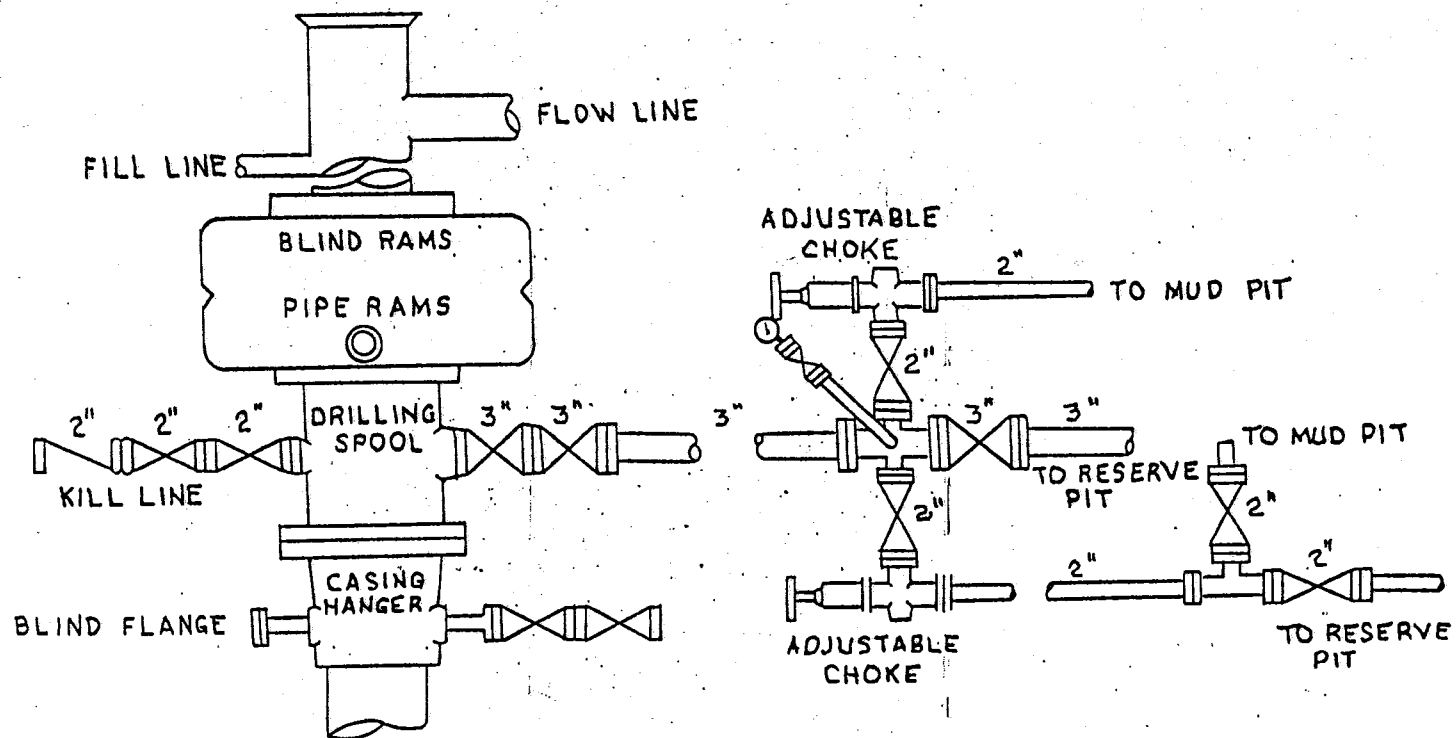 FLOW LINE
FILL LINE
BLIND RAMS
PIPE RAMS
ADJUSTABLE
CHOKE
2"
TO MUD PIT
2"
2"
2"
2"
DRILLING
SPOOL
3"
3"
3"
3"
3"
KILL LINE
TO RESERVE
PIT
TO MUD PIT
2"
2"
CASING
HANGER
BLIND FLANGE
2"
2"
ADJUSTABLE
CHOKE
TO RESERVE
PIT